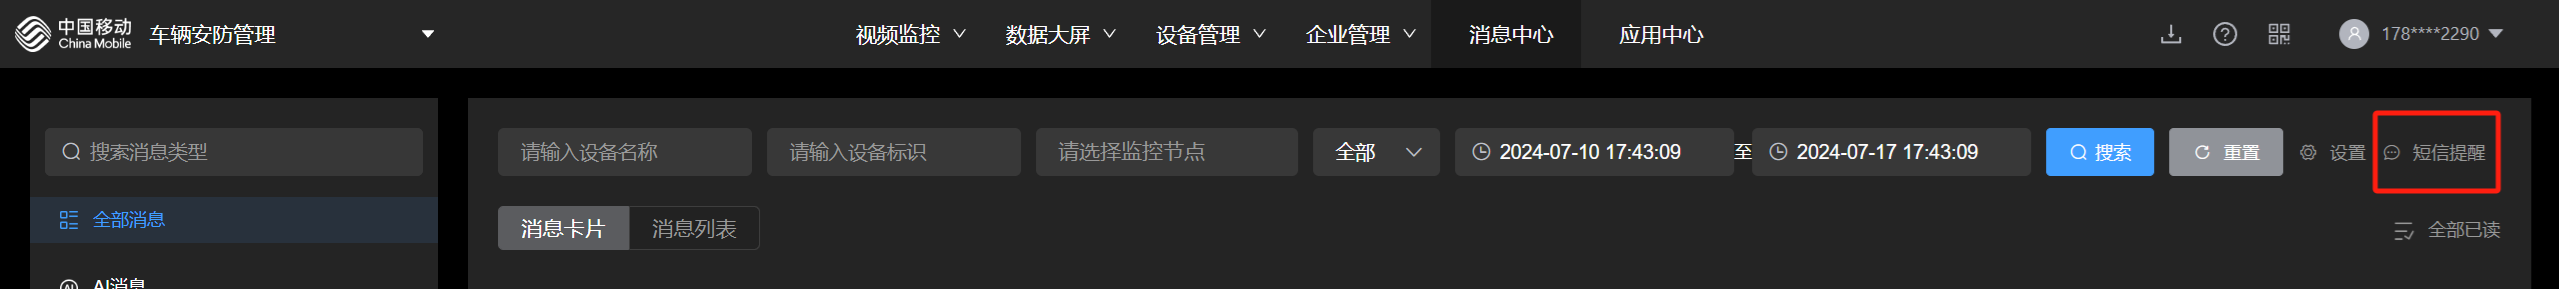 中国移动
China Mobile
车辆安防管理
视频监控
数据大屏
设备管理
企业管理
消息中心
应用中心
178****2290
搜索消息类型
请输入设备名称
请输入设备标识
请选择监控节点
全部
2024-07-10 17:43:09
至
2024-07-17 17:43:09
搜索
重置
设置
短信提醒
全部消息
消息卡片
消息列表
全部已读
AI消息